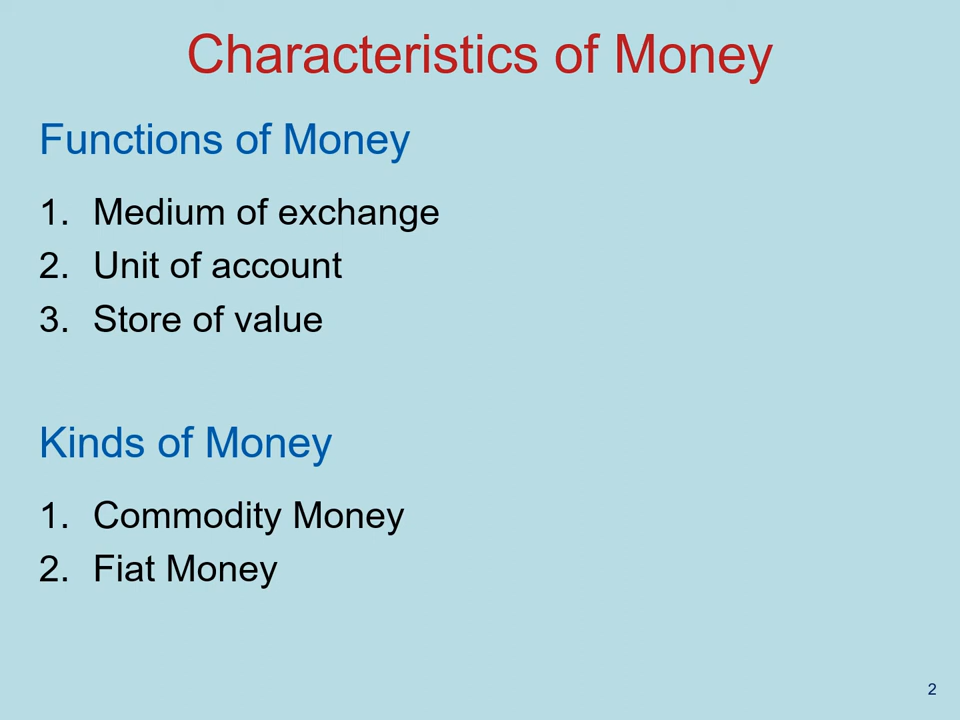 Characteristics of Money
Functions of Money
1. Medium of exchange
2. Unit of account
3. Store of value
Kinds of Money
1. Commodity Money
2. Fiat Money
2